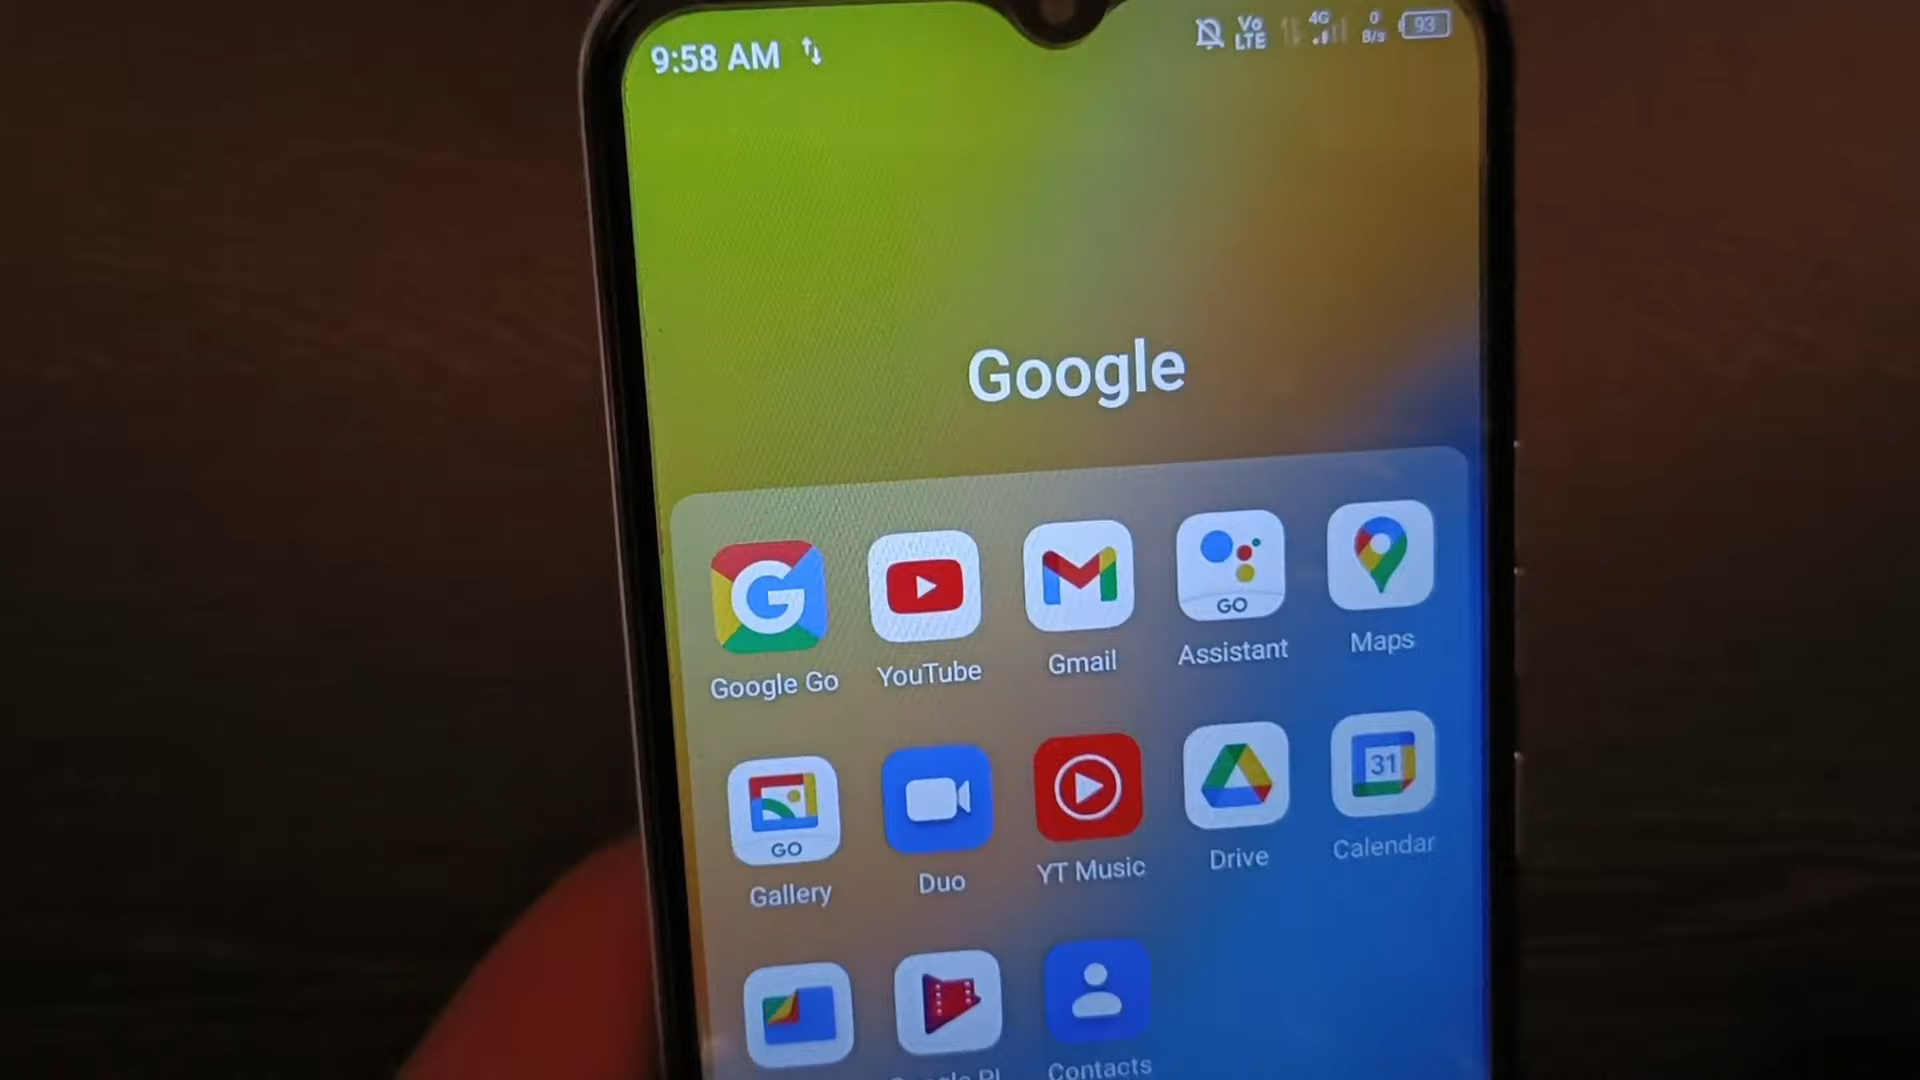 9:58 AM
Vo
LTE
4G
0
B/s
93
Google
G
GO
Google Go
YouTube
Gmail
Assistant
Maps
31
GO
Gallery
Duo
YT Music
Drive
Calendar
Contacts